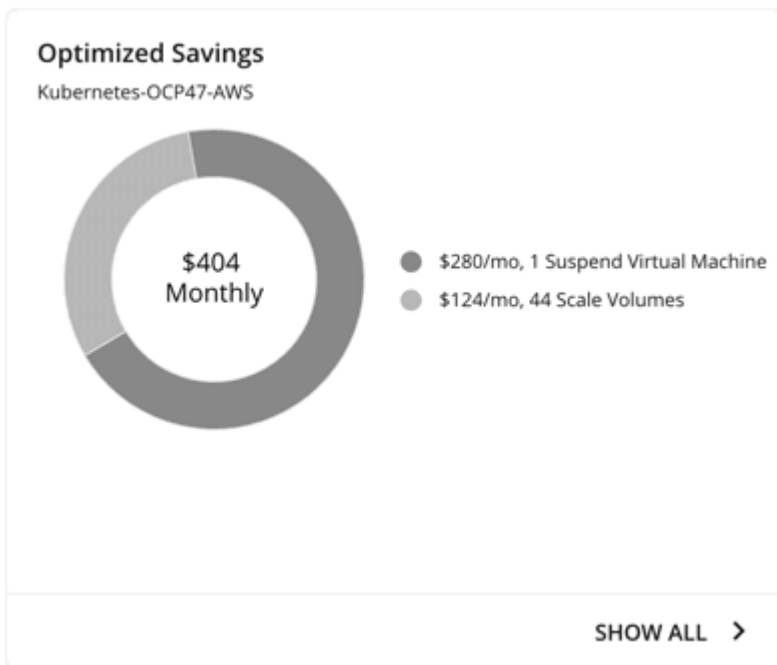 Optimized Savings
Kubernetes-OCP47-AWS
$404
Monthly
$280/mo, 1 Suspend Virtual Machine
$124/mo, 44 Scale Volumes
SHOW ALL